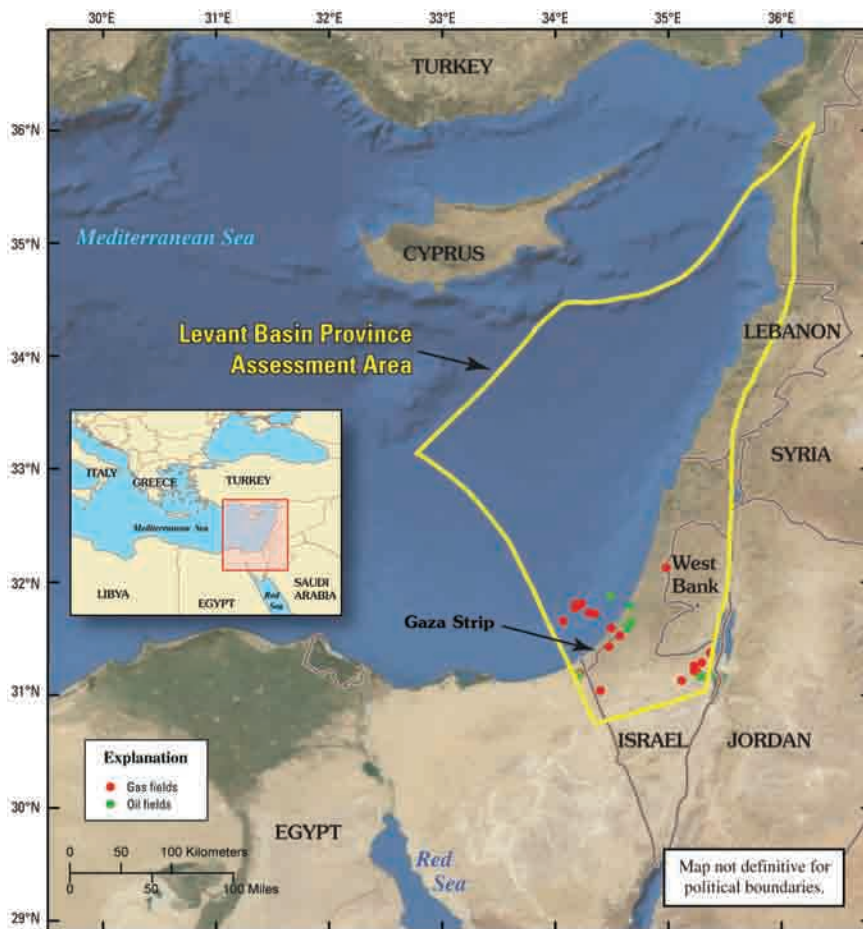 30°E
31°E
32°E
33°E
34°E
35°E
36°E
TURKEY
36°N
35°N
Mediterranean Sea
CYPRUS
Levant Basin Province
Assessment Area
34°N
LEBANON
33°N
SYRIA
ITALY
GREECE
TURKEY
Mediterranean Sea
LIBYA
EGYPT
SAUDI
ARABIA
Red
Sea
32°N
West
Bank
Gaza Strip
31°N
ISRAEL
JORDAN
Explanation
Gas fields
Oil fields
30°N
EGYPT
0 50 100 Kilometers
0 50 100 Miles
Red
Sea
Map not definitive for
political boundaries.
29°N